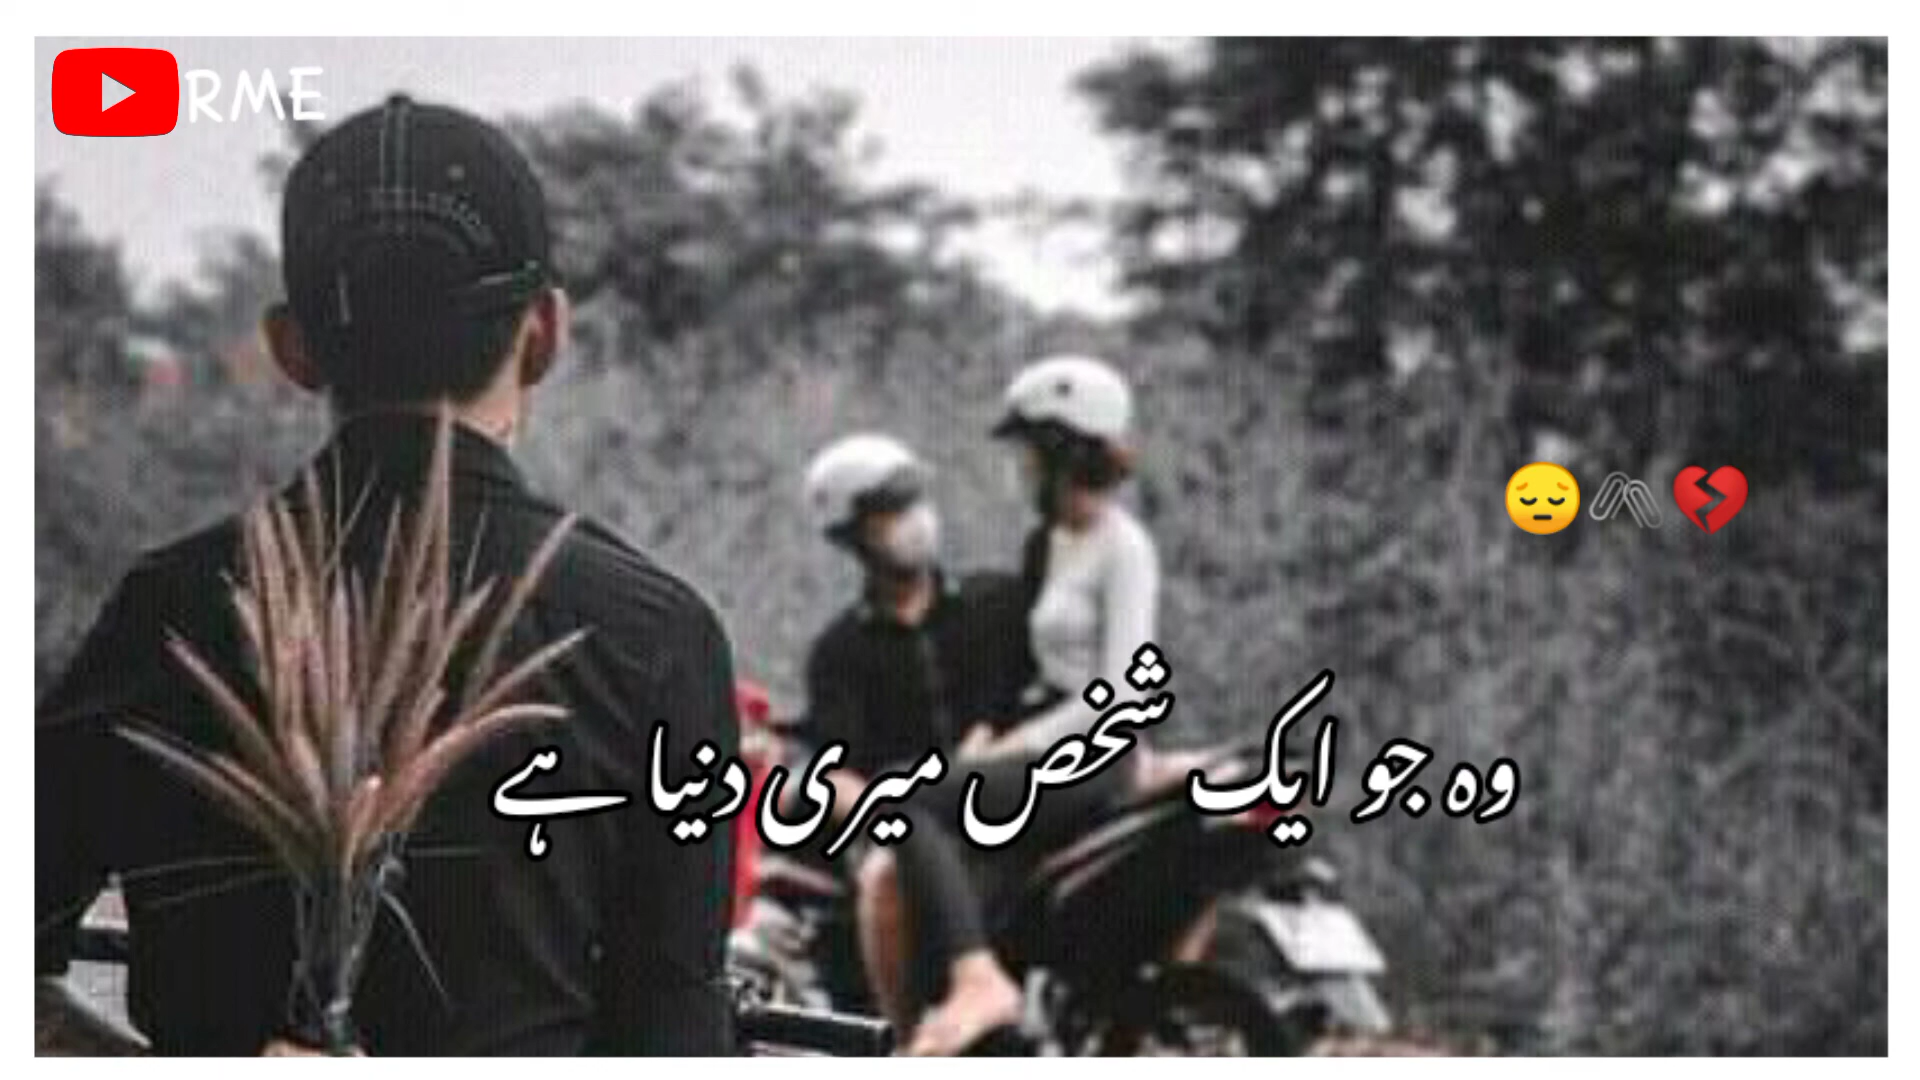 RME
😔🖇️💔
وہ جو ایک شخص میری دنیا ہے